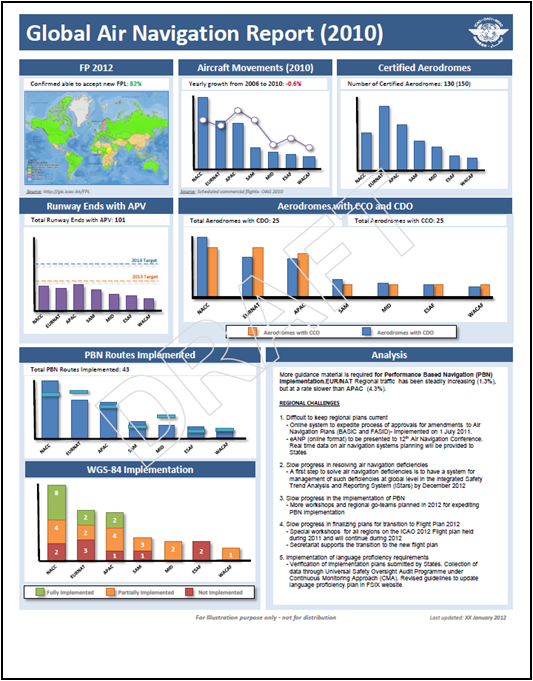 Global Air Navigation Report (2010)
FP 2012
Confirmed able to accept new FPL: 82%
Source: http://gis.icao.int/FPL
Aircraft Movements (2010)
Yearly growth from 2006 to 2010: -0.6%
NACC EURNAT APAC SAM MID ESAF WACAF
Source: Scheduled commercial flights- OAG 2010
Certified Aerodromes
Number of Certified Aerodromes: 130 (150)
NACC EURNAT APAC SAM MID ESAF WACAF
Runway Ends with APV
Total Runway Ends with APV: 101
2014 Target
2013 Target
NACC EURNAT APAC SAM MID ESAF WACAF
Aerodromes with CCO and CDO
Total Aerodromes with CDO: 25
Total Aerodromes with CCO: 25
NACC EURNAT APAC SAM MID ESAF WACAF
Aerodromes with CCO
Aerodromes with CDO
DRAFT
PBN Routes Implemented
Total PBN Routes Implemented: 43
NACC EURNAT APAC SAM MID ESAF WACAF
WGS-84 Implementation
8
2 2
4 2 4 3
2 3 1 1 2 2 1
NACC EURNAT APAC SAM MID ESAF WACAF
Fully Implemented
Partially Implemented
Not Implemented
Analysis
More guidance material is required for Performance Based Navigation (PBN)
Implementation.EUR/NAT Regional traffic has been steadily increasing (1.3%),
but at a rate slower than APAC (4.3%).
REGIONAL CHALLENGES
1. Difficult to keep regional plans current
- Online system to expedite process of approvals for amendments to Air
Navigation Plans (BASIC and FASID)- Implemented on 1 July 2011.
- eANP (online format) to be presented to 12th Air Navigation Conference.
Real time data on air navigation systems planning will be provided to
States
2. Slow progress in resolving air navigation deficiencies
- A first step to solve air navigation deficiencies is to have a system for
management of such deficiencies at global level in the Integrated Safety
Trend Analysis and Reporting System (iStars) by December 2012
3. Slow progress in the implementation of PBN
- More workshops and regional go-teams planned in 2012 for expediting
PBN implementation
4. Slow progress in finalizing plans for transition to Flight Plan 2012
- Special workshops for all regions on the ICAO 2012 Flight plan held
during 2011 and will continue during 2012
- Secretariat supports the transition to the new flight plan
5. Implementation of language proficiency requirements
- Verification of Implementation plans submitted by States. Collection of
data through Universal Safety Oversight Audit Programme under
Continuous Monitoring Approach (CMA). Revised guidelines to update
language proficiency plan in FSIX website.
For illustration purpose only - not for distribution
Last updated: XX January 2012